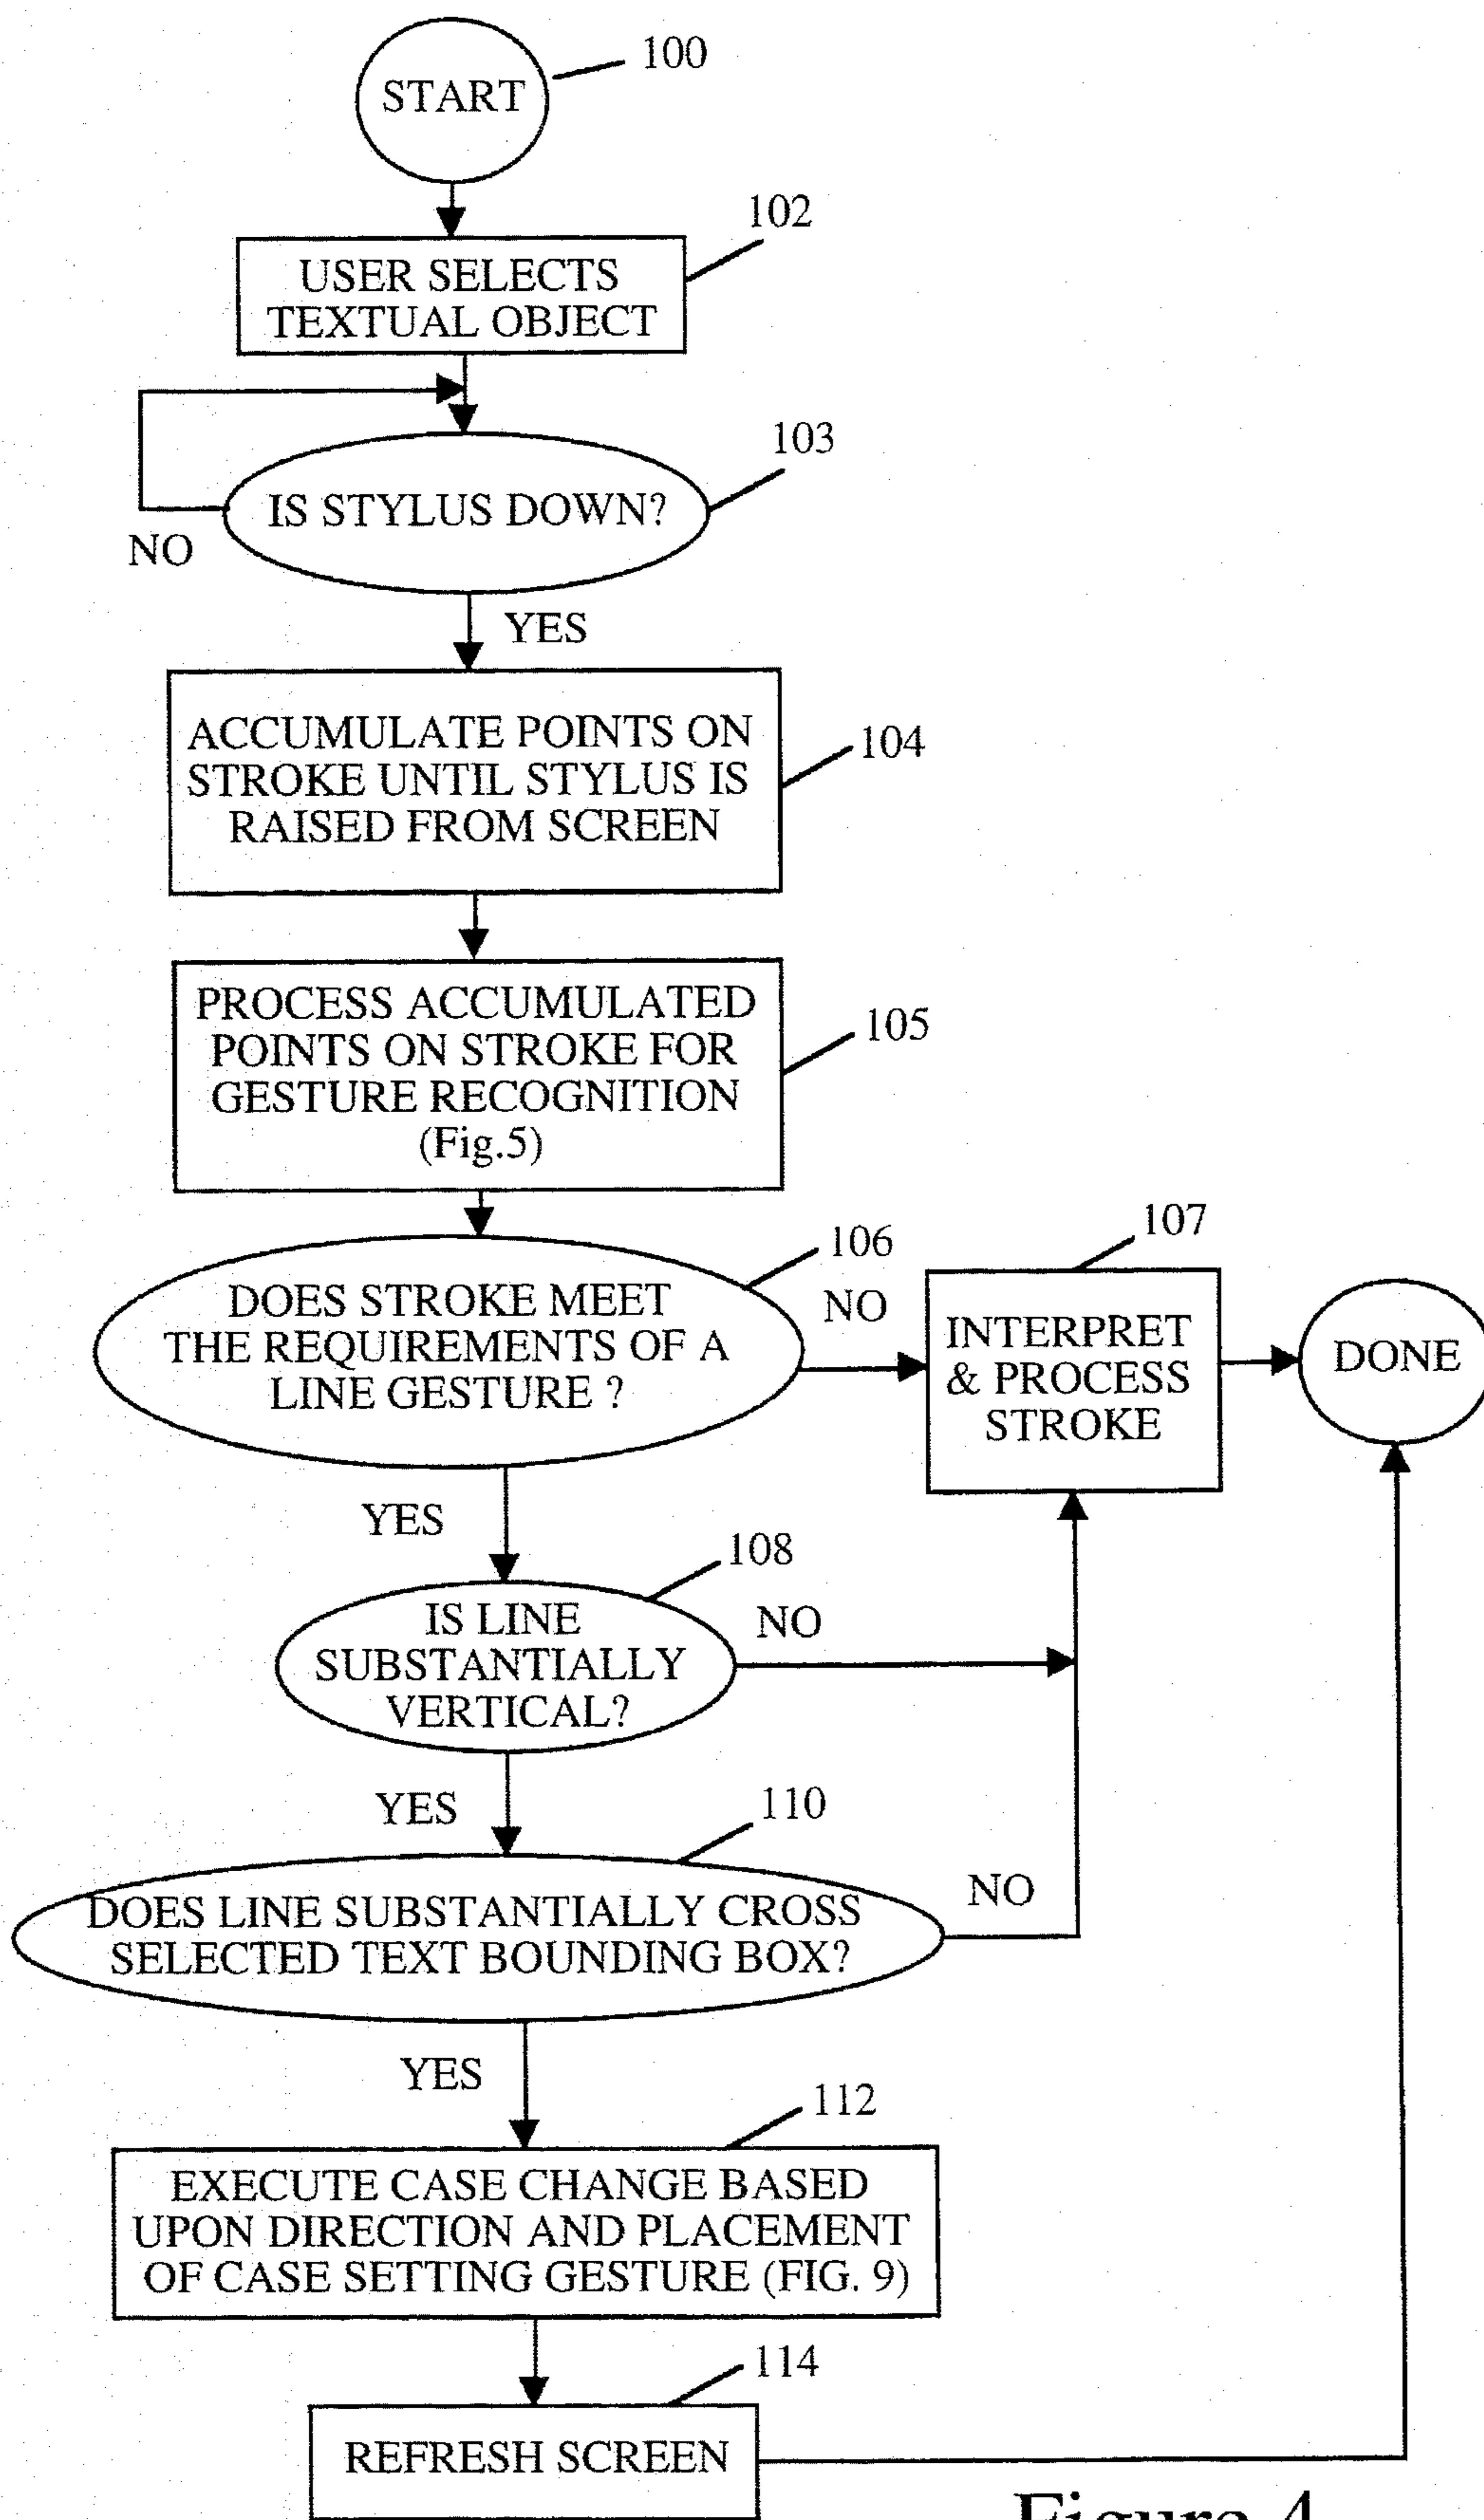 START
100
102
USER SELECTS
TEXTUAL OBJECT
103
IS STYLUS DOWN?
NO
YES
ACCUMULATE POINTS ON
STROKE UNTIL STYLUS IS
RAISED FROM SCREEN
104
PROCESS ACCUMULATED
POINTS ON STROKE FOR
GESTURE RECOGNITION
(Fig.5)
105
106
DOES STROKE MEET
THE REQUIREMENTS OF A
LINE GESTURE ?
NO
107
INTERPRET
& PROCESS
STROKE
DONE
YES
108
IS LINE
SUBSTANTIALLY
VERTICAL?
NO
YES
110
DOES LINE SUBSTANTIALLY CROSS
SELECTED TEXT BOUNDING BOX?
NO
YES
112
EXECUTE CASE CHANGE BASED
UPON DIRECTION AND PLACEMENT
OF CASE SETTING GESTURE (FIG. 9)
114
REFRESH SCREEN
Figure 4